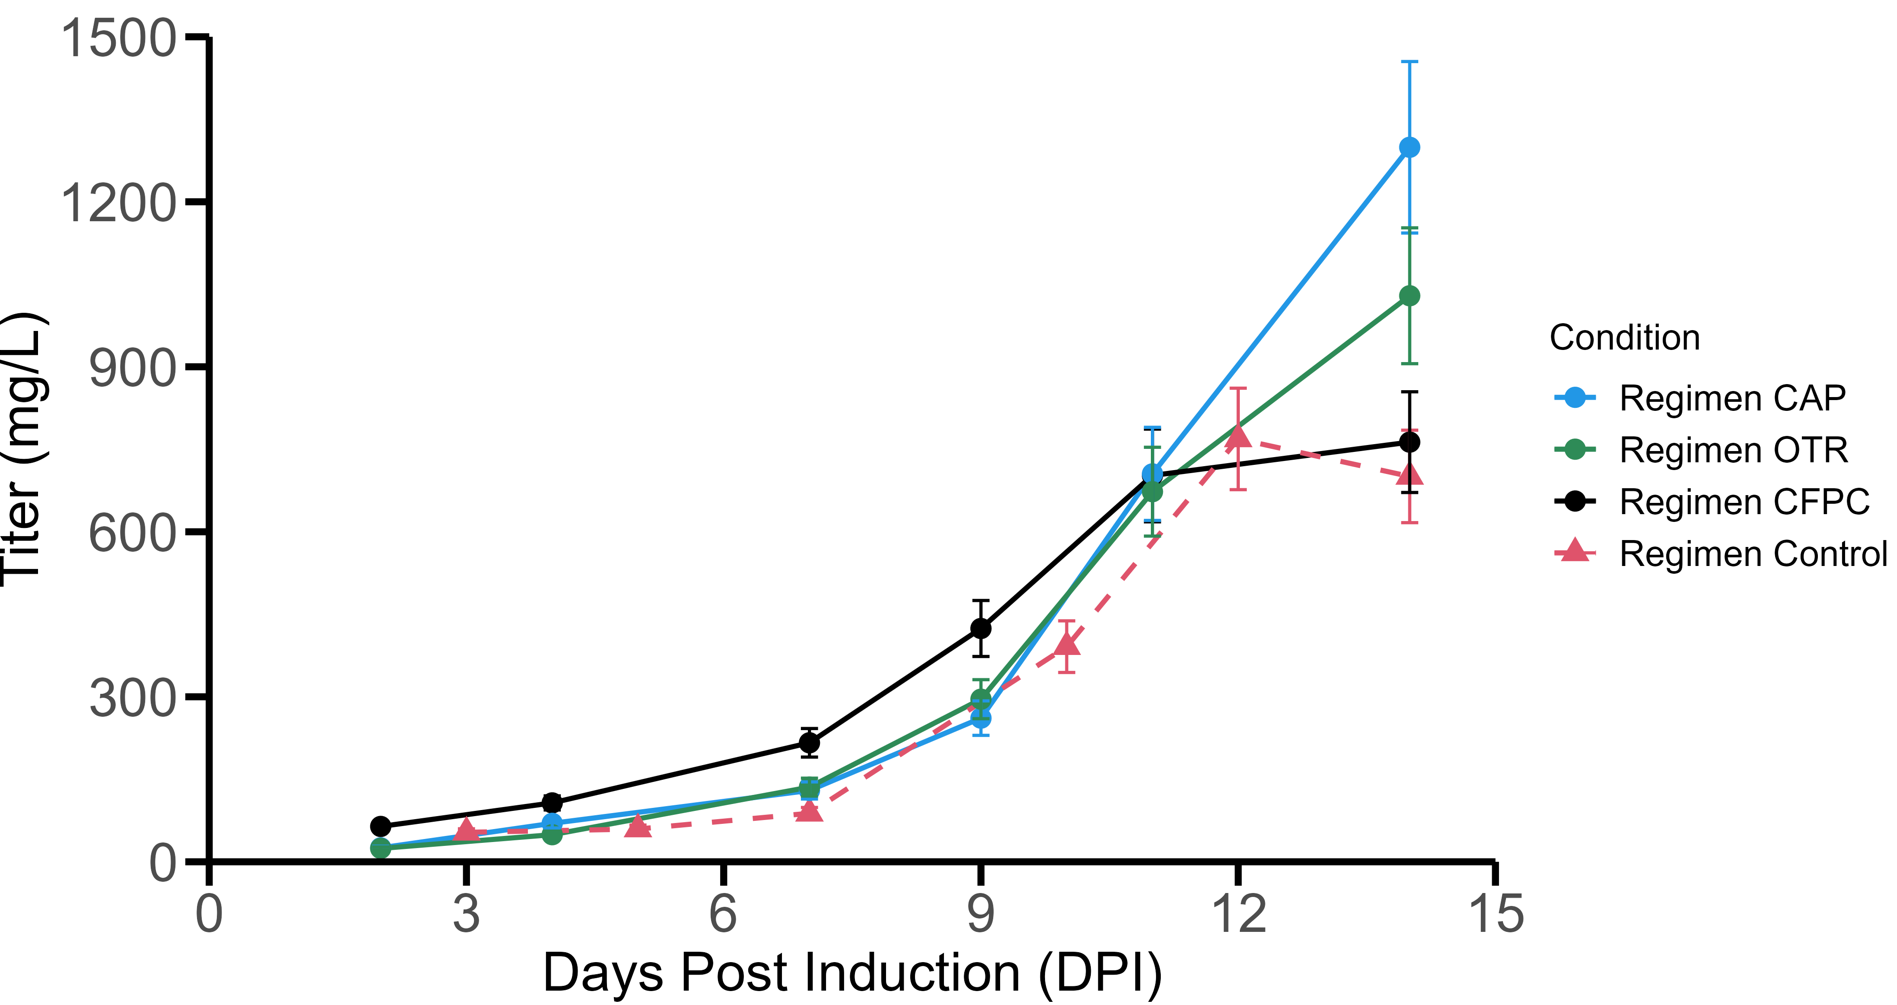 Titer (mg/L)
1500
1200
900
600
300
0
0 3 6 9 12 15
Days Post Induction (DPI)
Condition
Regimen CAP
Regimen OTR
Regimen CFPC
Regimen Control